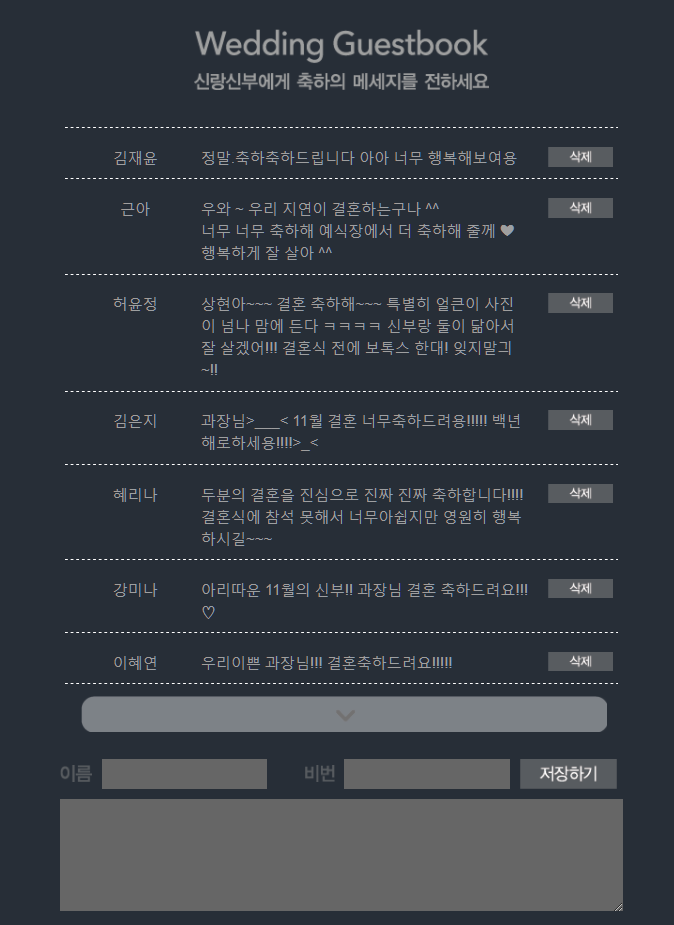 Wedding Guestbook
신랑신부에게 축하의 메세지를 전하세요
김재윤 정말.축하축하드립니다 아아 너무 행복해보여용 삭제
근아 우와 ~ 우리 지연이 결혼하는구나 ^^ 삭제
너무 너무 축하해 예식장에서 더 축하해 줄께 ♥
행복하게 잘 살아 ^^
허윤정 상현아~~~ 결혼 축하해~~~ 특별히 얼큰이 사진 삭제
이 넘나 맘에 든다 ㅋㅋㅋㅋ 신부랑 둘이 닮아서
잘 살겠어!!! 결혼식 전에 보톡스 한대! 잊지말긔
~!!
김은지 과장님>___< 11월 결혼 너무축하드려용!!!!! 백년 삭제
해로하세용!!!!>_<
혜리나 두분의 결혼을 진심으로 진짜 진짜 축하합니다!!!! 삭제
결혼식에 참석 못해서 너무아쉽지만 영원히 행복
하시길~~~
강미나 아리따운 11월의 신부!! 과장님 결혼 축하드려요!!! 삭제
♡
이혜연 우리이쁜 과장님!!! 결혼축하드려요!!!!! 삭제
이름 비번 저장하기